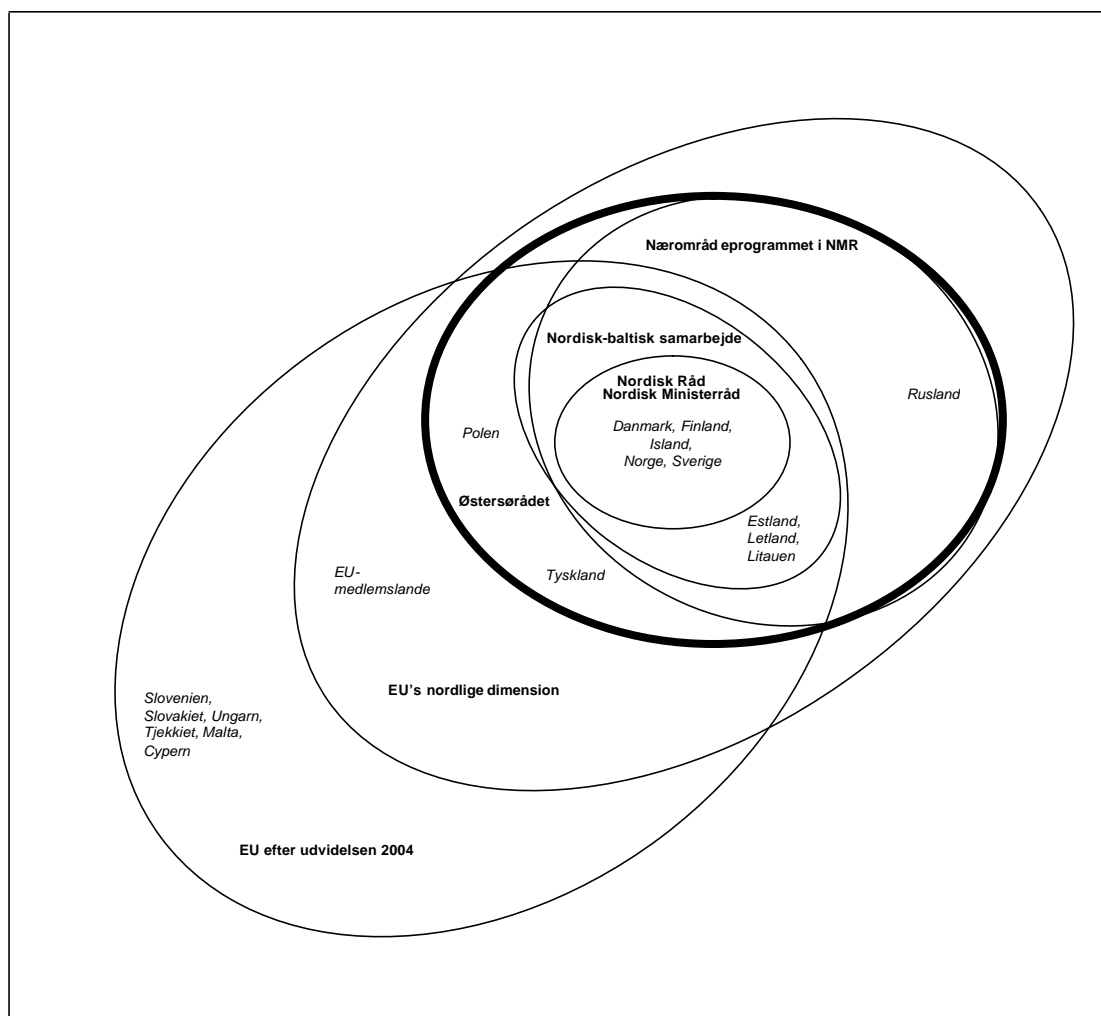 Nærområd eprogrammet i NMR
Nordisk-baltisk samarbejde
Nordisk Råd
Nordisk Ministerråd
Danmark, Finland,
Island,
Norge, Sverige
Rusland
Polen
Østersørådet
Estland,
Letland,
Litauen
Tyskland
EU-
medlemslande
EU's nordlige dimension
Slovenien,
Slovakiet, Ungarn,
Tjekkiet, Malta,
Cypern
EU efter udvidelsen 2004